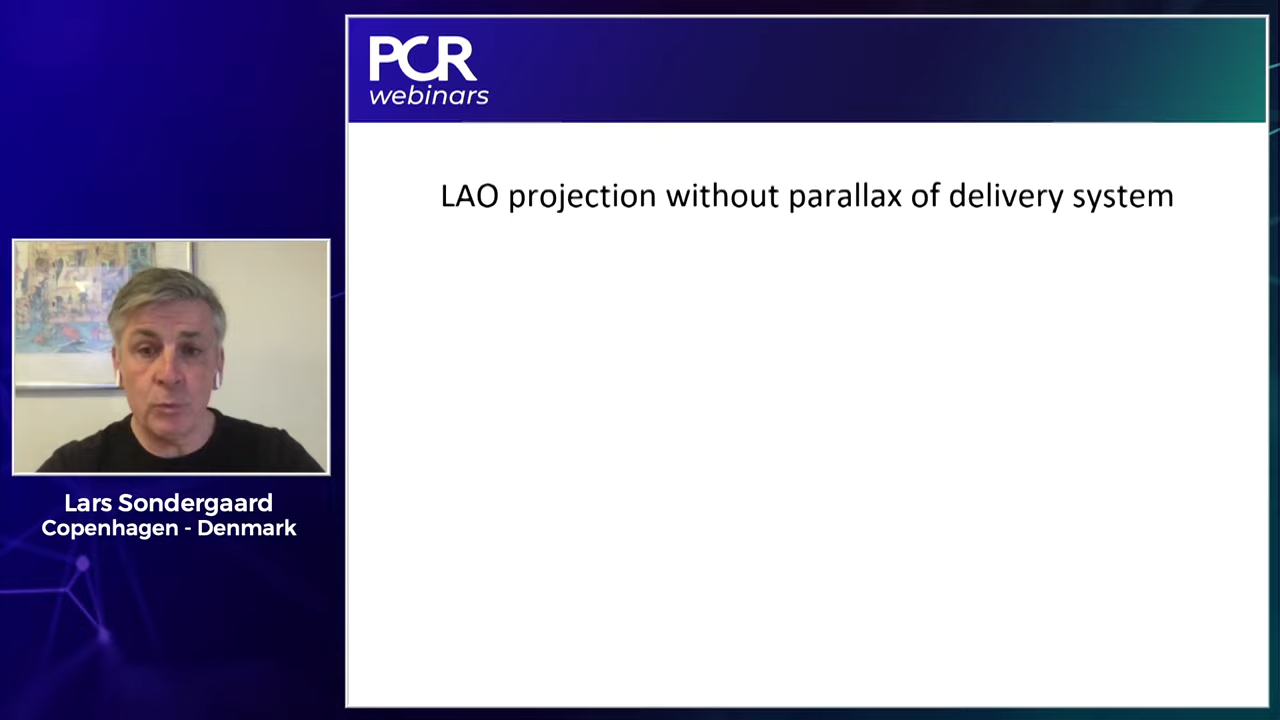 PCR
webinars
LAO projection without parallax of delivery system
Lars Sondergaard
Copenhagen - Denmark